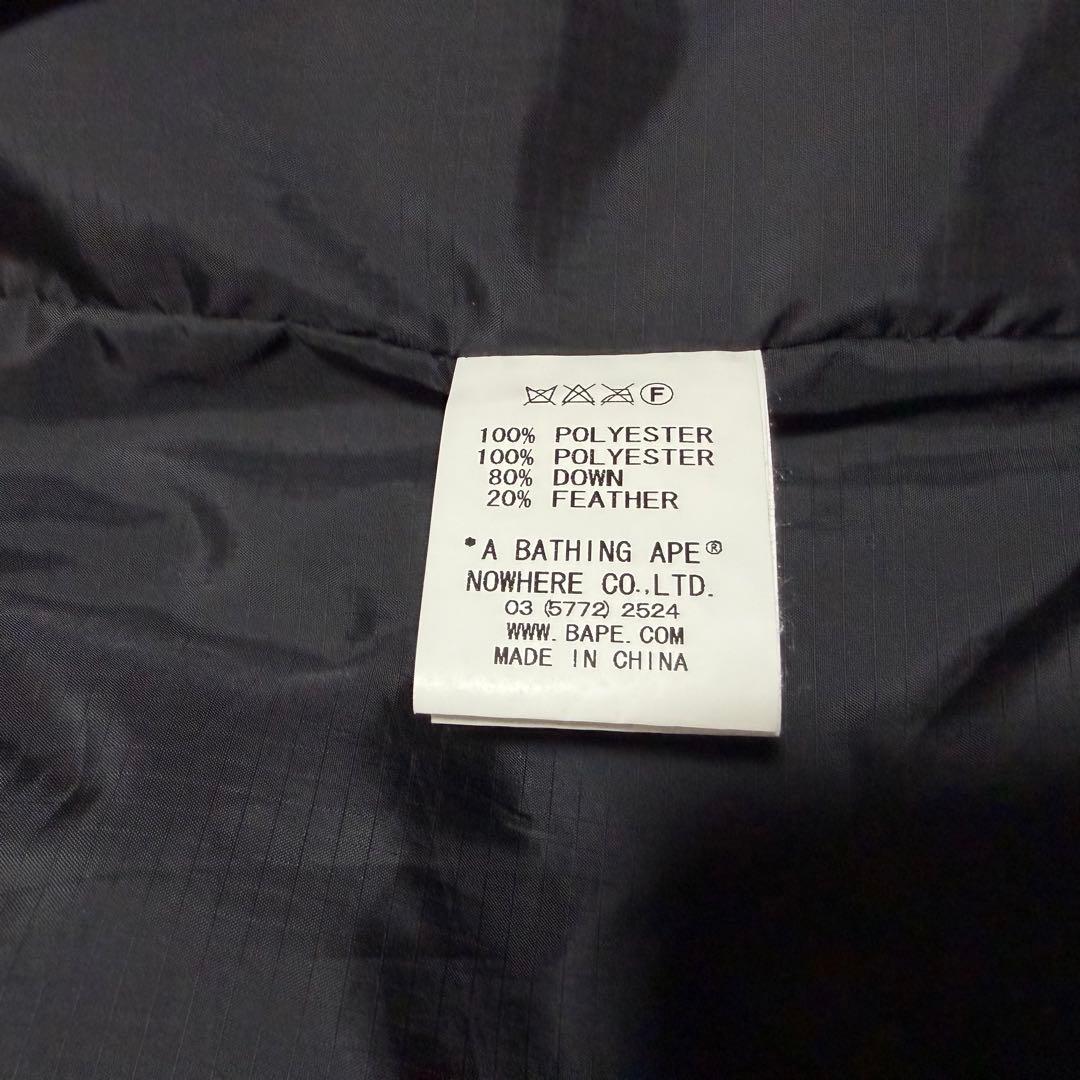 F
100% POLYESTER
100% POLYESTER
80% DOWN
20% FEATHER
*A BATHING APE®
NOWHERE CO.,LTD.
03 (5772) 2524
WWW. BAPE. COM
MADE IN CHINA